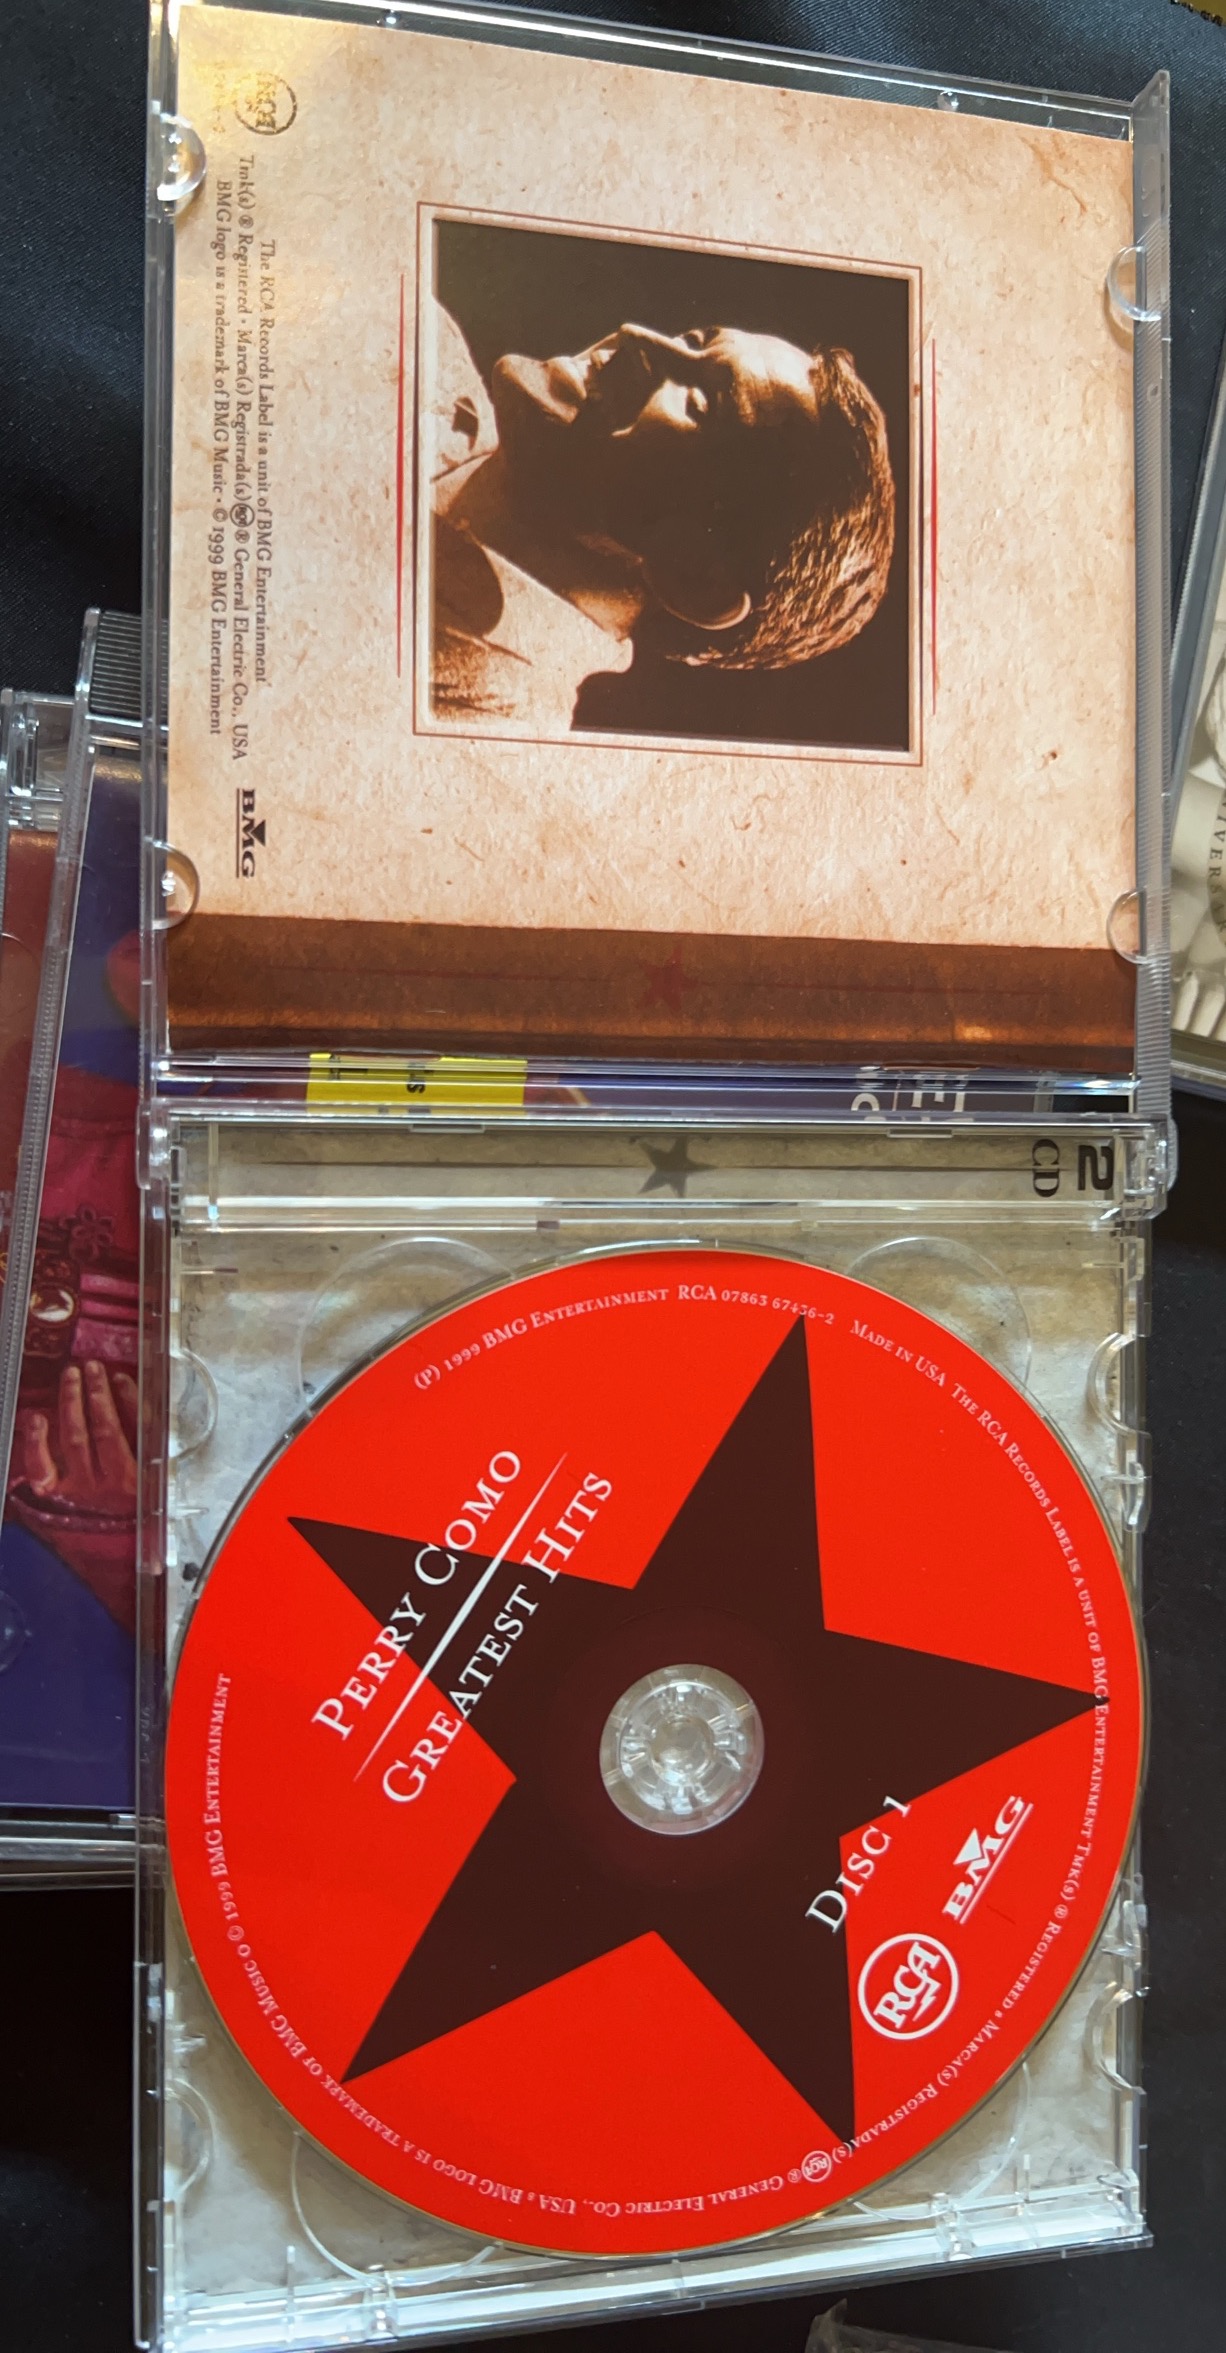 RCA
The RCA Records Label is a unit of BMG Entertainment
Tmk(s) ® Registered • Marca(s) Registrada(s) RCA ® General Electric Co., USA
BMG logo is a trademark of BMG Music • © 1999 BMG Entertainment
BMG
2
CD
PERRY COMO
GREATEST HITS
DISC 1
RCA
BMG
(P) 1999 BMG ENTERTAINMENT RCA 07863 67436-2 MADE IN USA THE RCA RECORDS LABEL IS A UNIT OF BMG ENTERTAINMENT TMK(S) ® REGISTERED • MARCA(S) REGISTRADA(S) RCA ® GENERAL ELECTRIC CO., USA • BMG LOGO IS A TRADEMARK OF BMG MUSIC © 1999 BMG ENTERTAINMENT